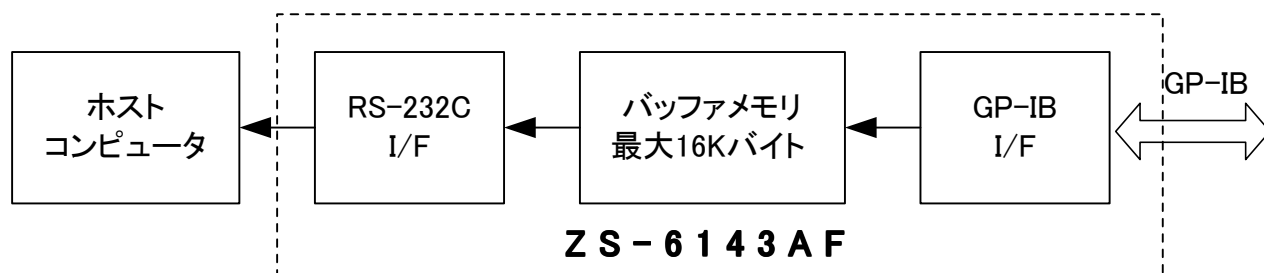 ホスト
コンピュータ
RS-232C
I/F
バッファメモリ
最大16Kバイト
GP-IB
I/F
GP-IB
ZS-6143AF